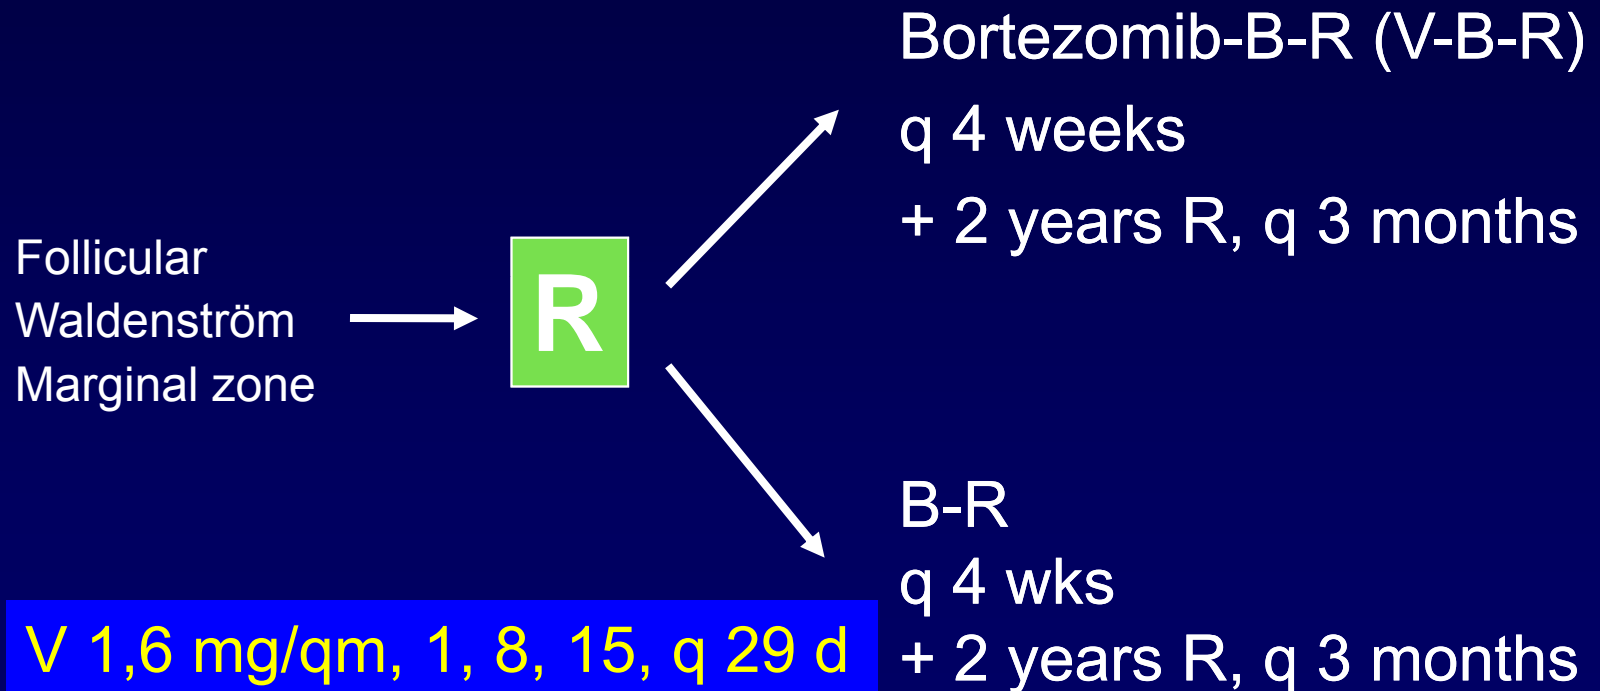 Follicular
Waldenström
Marginal zone
R
Bortezomib-B-R (V-B-R)
q 4 weeks
+ 2 years R, q 3 months
B-R
q 4 wks
+ 2 years R, q 3 months
V 1,6 mg/qm, 1, 8, 15, q 29 d